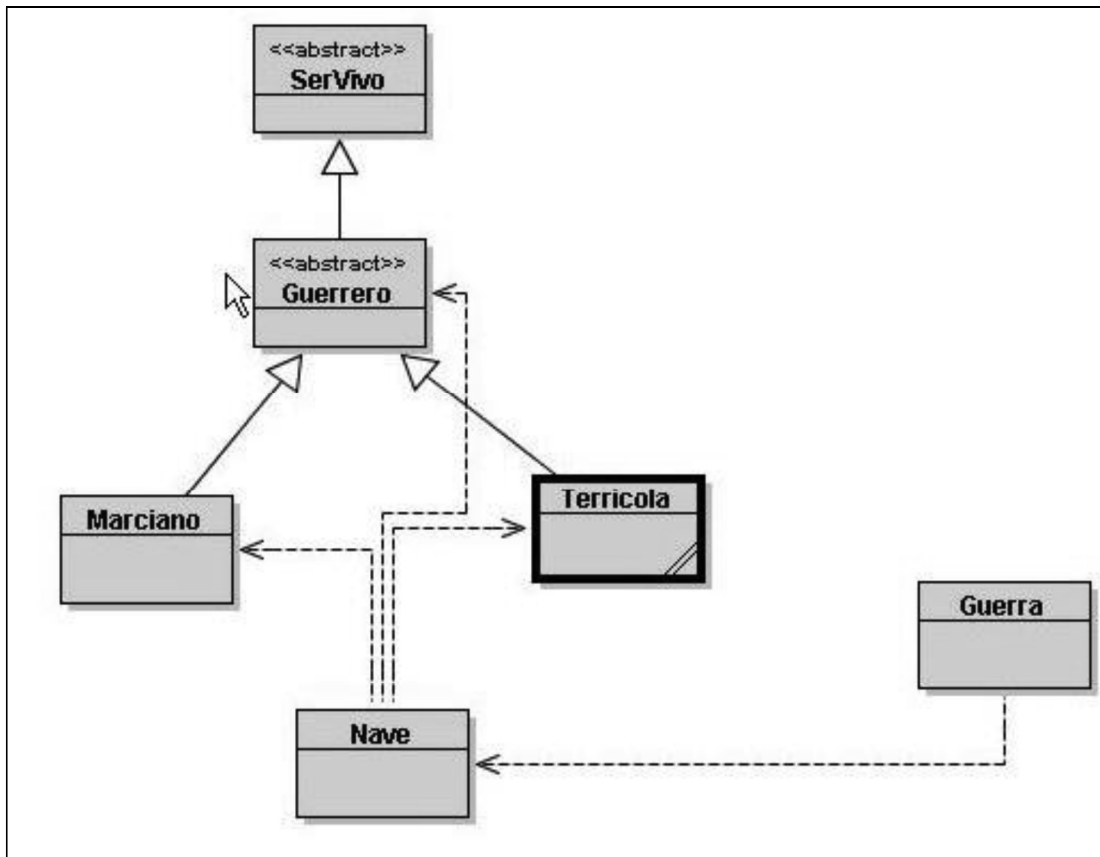 <<abstract>>
SerVivo
<<abstract>>
Guerrero
Marciano
Terricola
Guerra
Nave